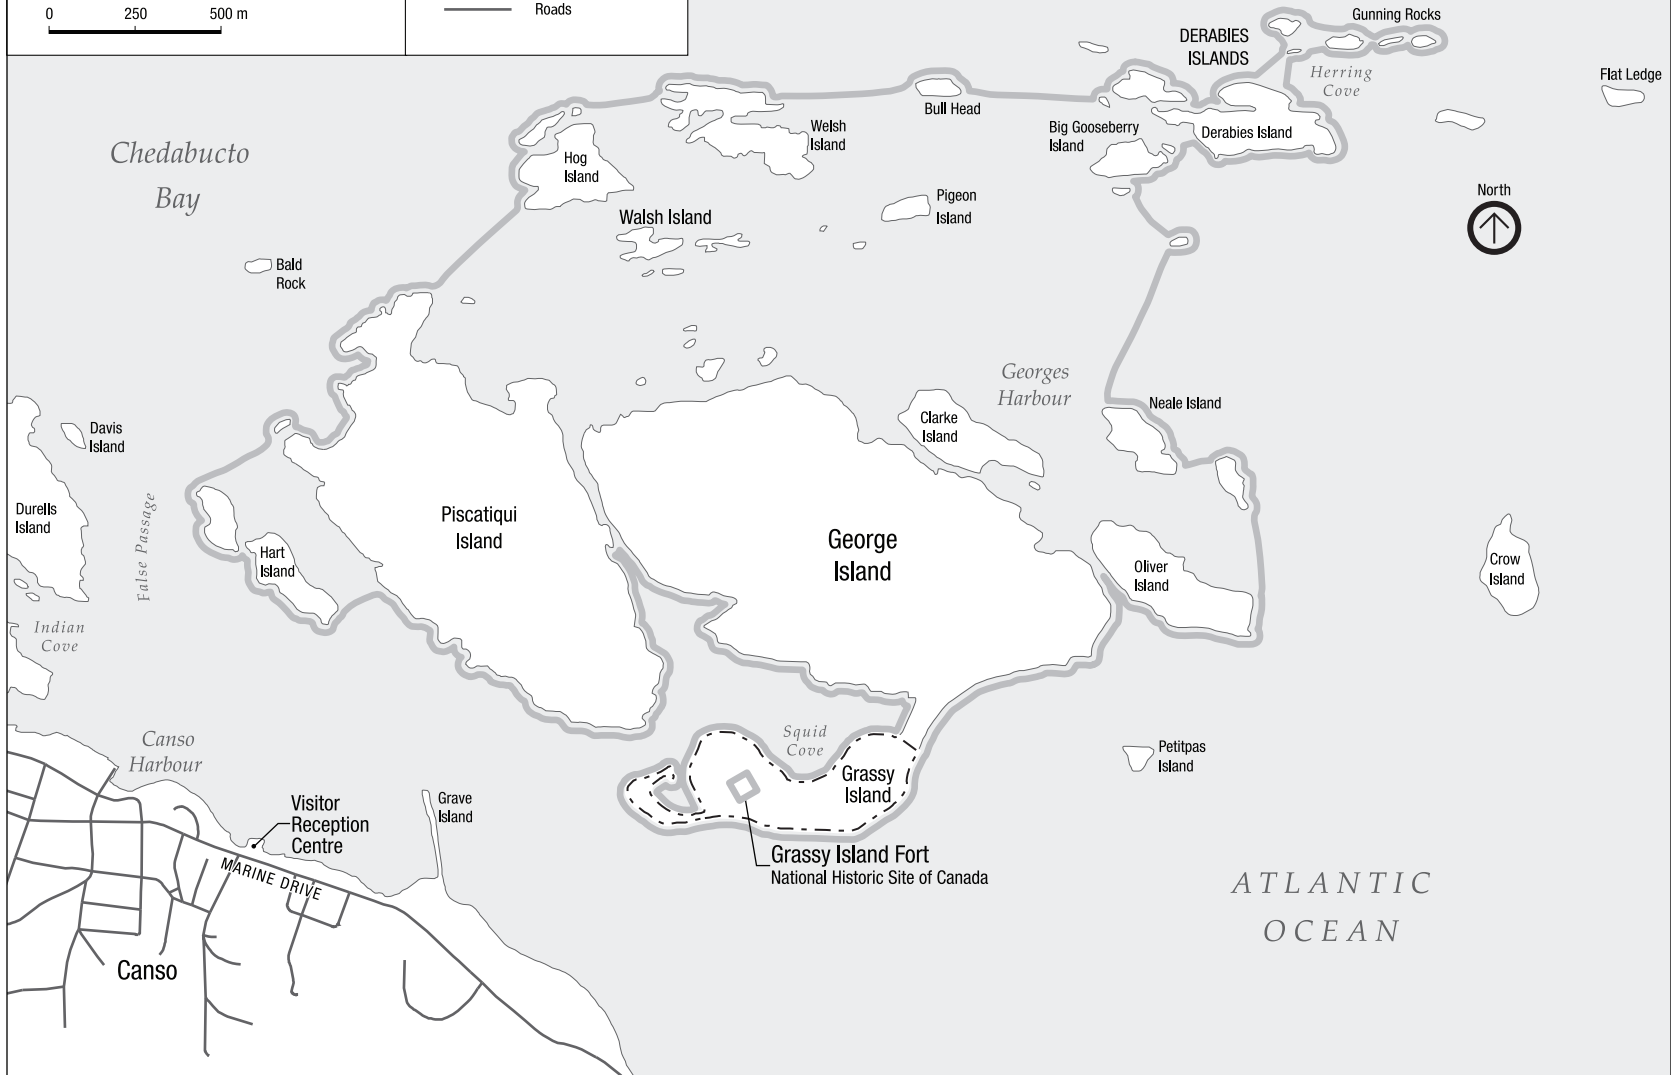 0 250 500 m
Roads
Gunning Rocks
DERABIES
ISLANDS
Herring
Cove
Flat Ledge
Bull Head
Big Gooseberry
Island
Derabies Island
Welsh
Island
Hog
Island
Chedabucto
Bay
Pigeon
Island
North
Walsh Island
Bald
Rock
Georges
Harbour
Neale Island
Clarke
Island
Davis
Island
Durells
Island
False Passage
Piscatiqui
Island
George
Island
Hart
Island
Oliver
Island
Crow
Island
Indian
Cove
Canso
Harbour
Squid
Cove
Petitpas
Island
Grassy
Island
Visitor
Reception
Centre
Grave
Island
MARINE DRIVE
Grassy Island Fort
National Historic Site of Canada
ATLANTIC
OCEAN
Canso